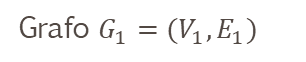 Grafo G₁ = (V₁, E₁)